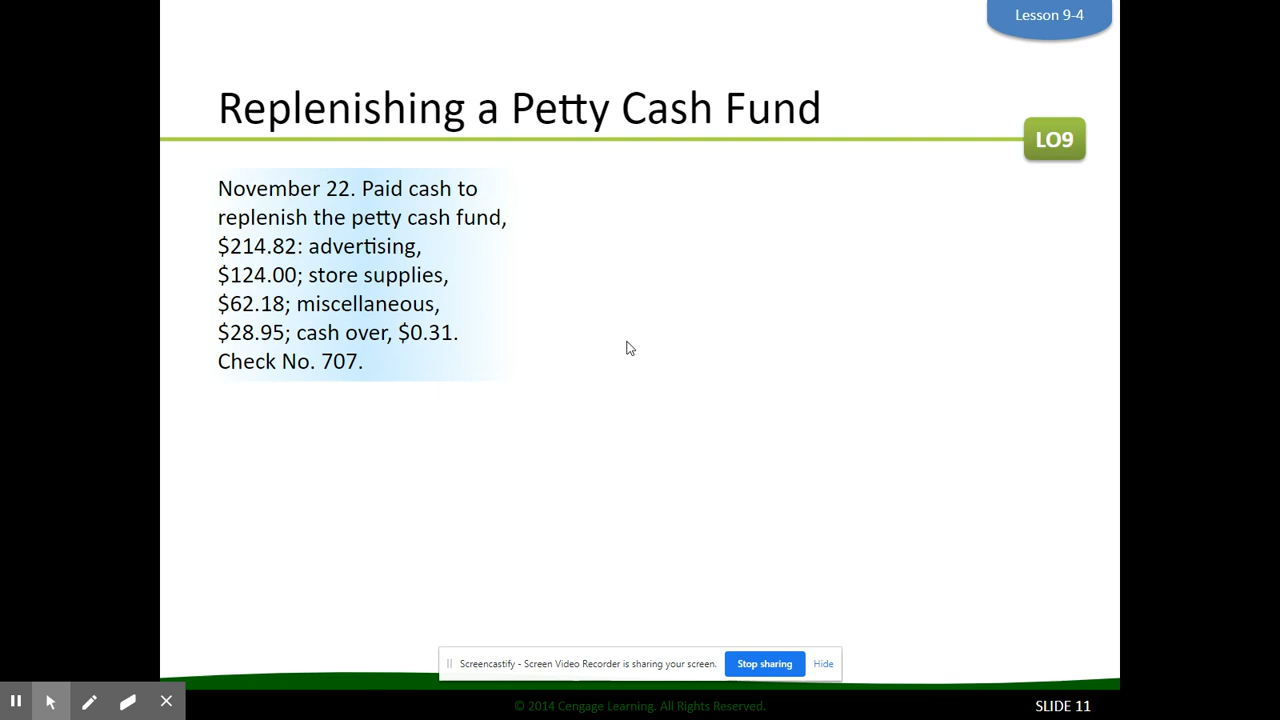 Lesson 9-4
Replenishing a Petty Cash Fund
LO9
November 22. Paid cash to
replenish the petty cash fund,
$214.82: advertising,
$124.00; store supplies,
$62.18; miscellaneous,
$28.95; cash over, $0.31.
Check No. 707.
Screencastify - Screen Video Recorder is sharing your screen.
Stop sharing
Hide
© 2014 Cengage Learning. All Rights Reserved.
SLIDE 11